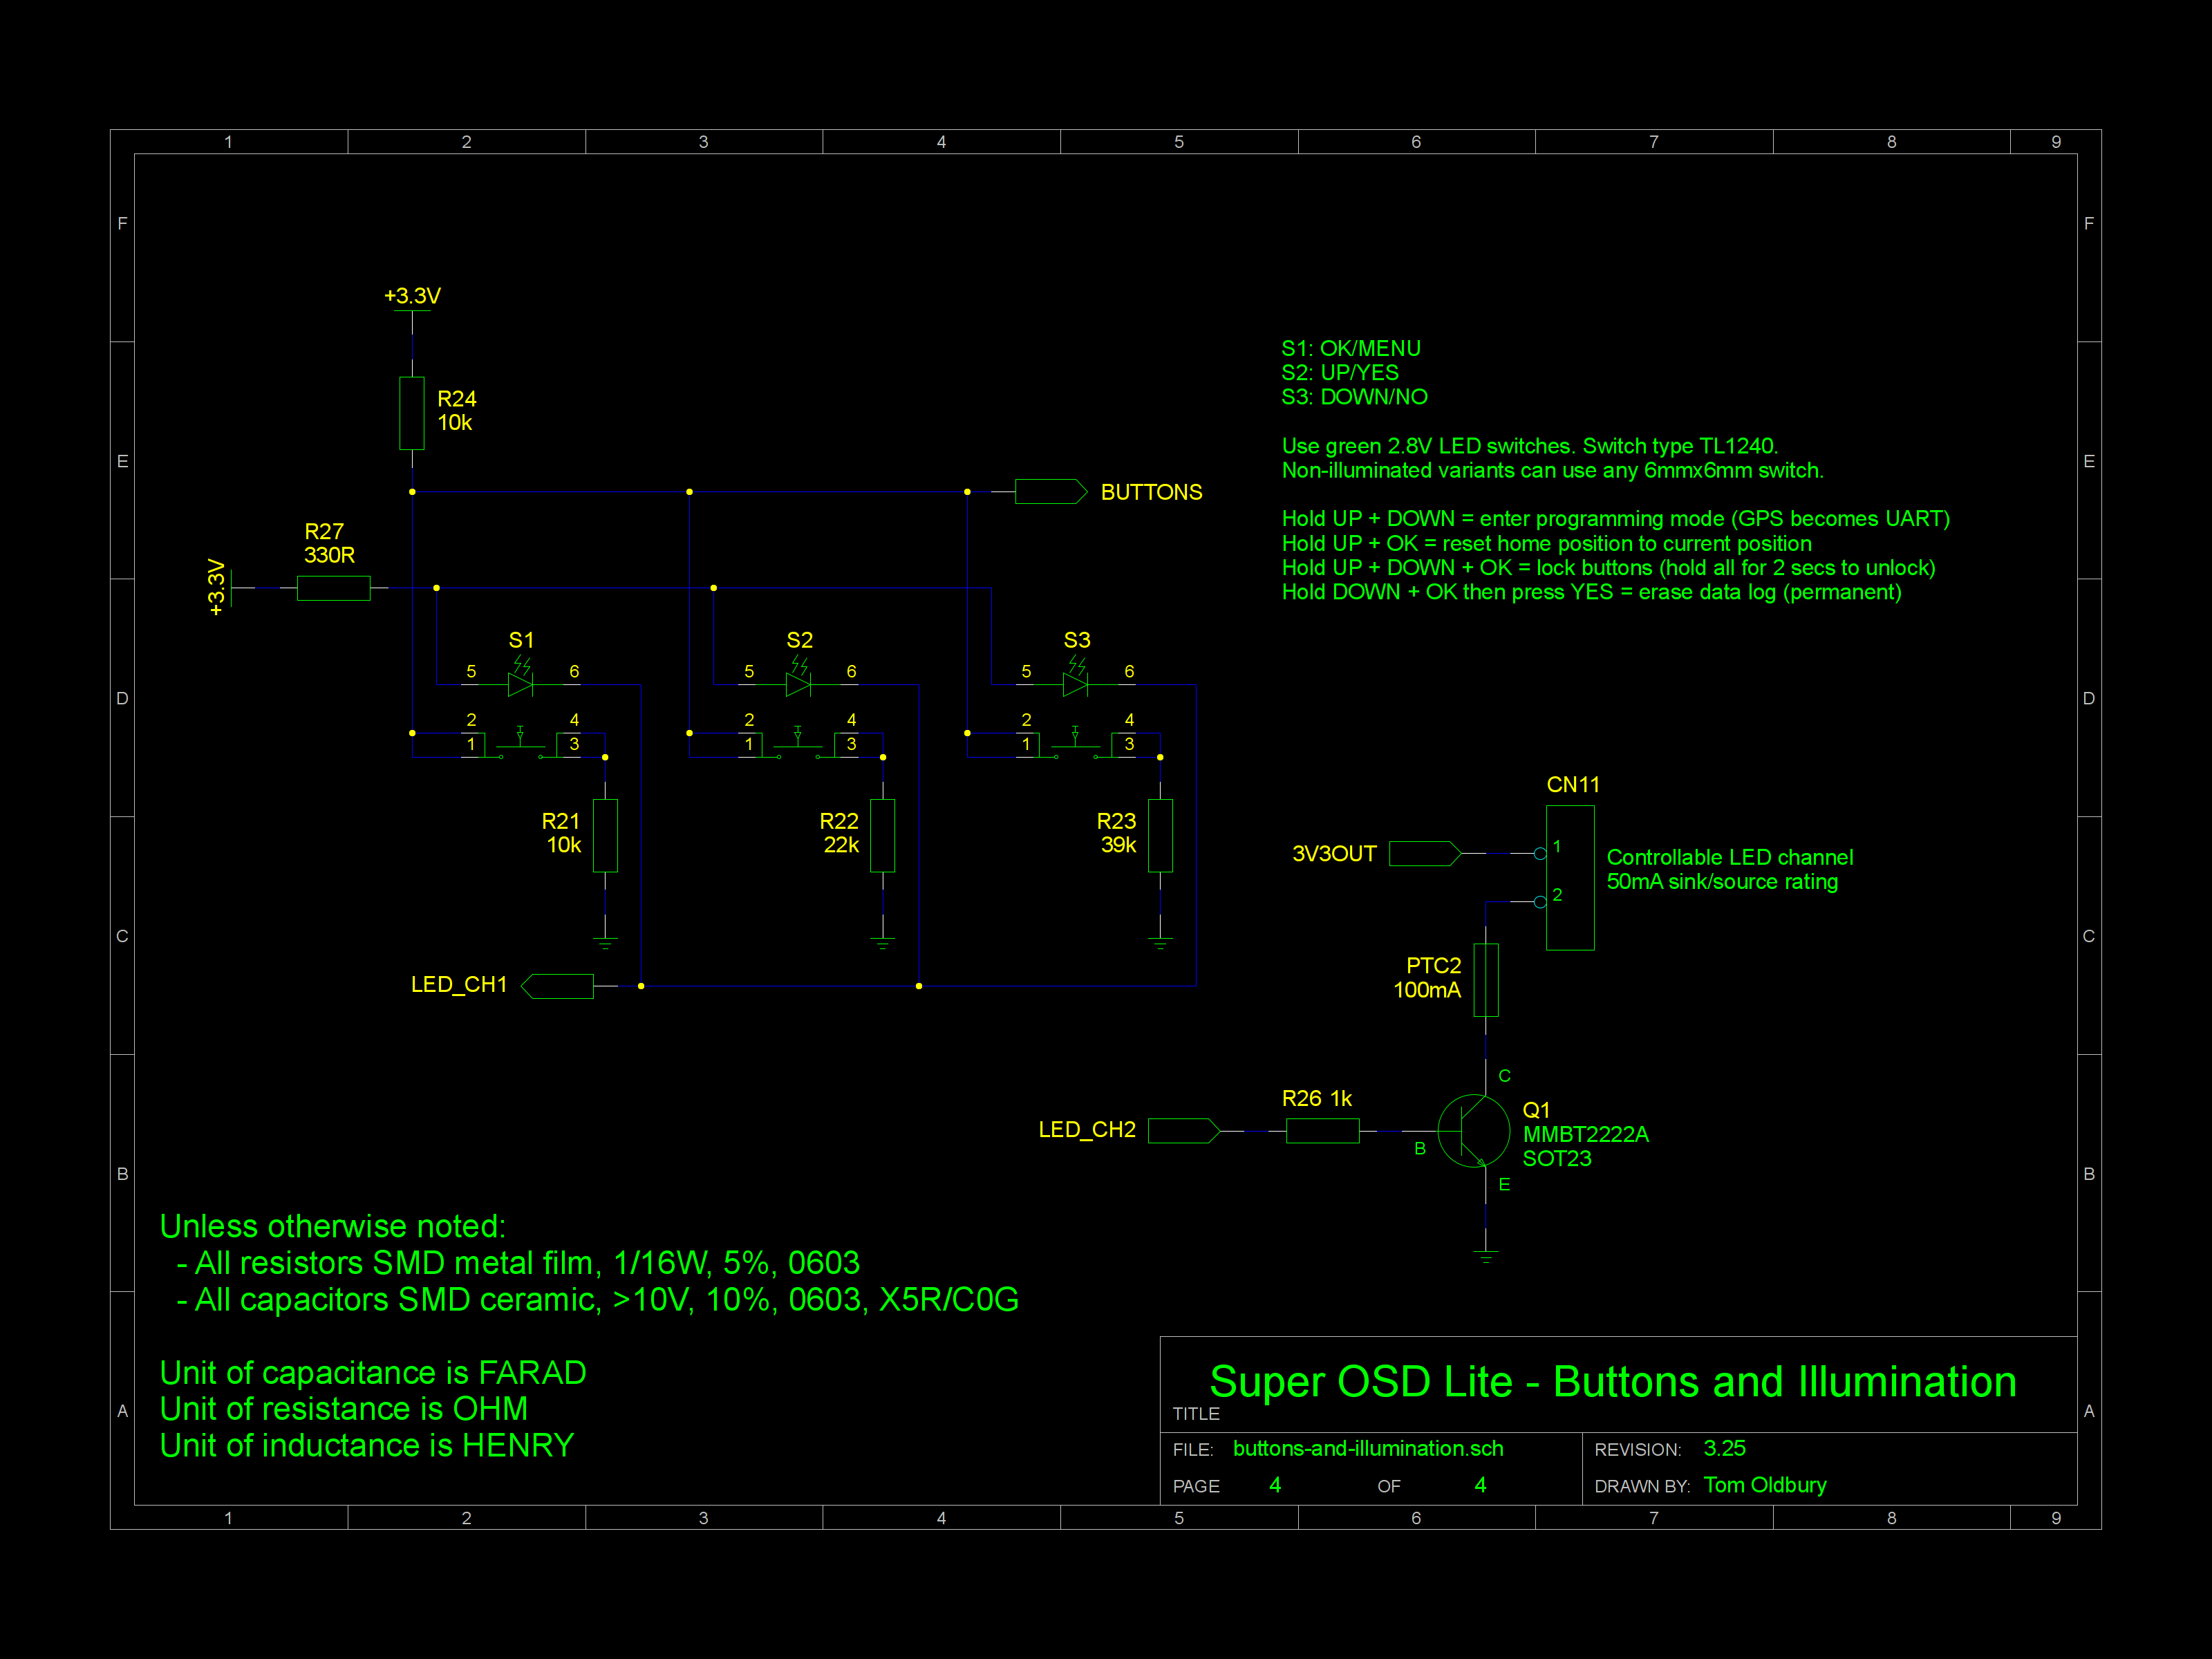 1 2 3 4 5 6 7 8 9
F F
+3.3V
S1: OK/MENU
S2: UP/YES
S3: DOWN/NO
R24
10k
Use green 2.8V LED switches. Switch type TL1240.
Non-illuminated variants can use any 6mmx6mm switch.
E E
BUTTONS
Hold UP + DOWN = enter programming mode (GPS becomes UART)
Hold UP + OK = reset home position to current position
Hold UP + DOWN + OK = lock buttons (hold all for 2 secs to unlock)
Hold DOWN + OK then press YES = erase data log (permanent)
R27
330R
+3.3V
S1 S2 S3
5 6 5 6 5 6
D D
2 4 2 4 2 4
1 3 1 3 1 3
CN11
R21
10k
R22
22k
R23
39k
3V3OUT
1
2
Controllable LED channel
50mA sink/source rating
C C
LED_CH1
PTC2
100mA
C
LED_CH2
R26 1k
B
E
Q1
MMBT2222A
SOT23
B B
Unless otherwise noted:
- All resistors SMD metal film, 1/16W, 5%, 0603
- All capacitors SMD ceramic, >10V, 10%, 0603, X5R/C0G
Unit of capacitance is FARAD
Unit of resistance is OHM
Unit of inductance is HENRY
A A
Super OSD Lite - Buttons and Illumination
TITLE
FILE: buttons-and-illumination.sch
REVISION: 3.25
PAGE 4 OF 4
DRAWN BY: Tom Oldbury
1 2 3 4 5 6 7 8 9